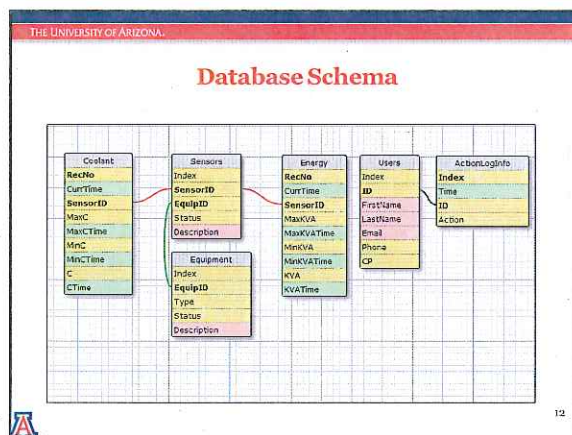 THE UNIVERSITY OF ARIZONA.
Database Schema
Coolant
RecNo
CurrTime
SensorID
MaxC
MaxCTime
MinC
MinCTime
C
CTime
Sensors
Index
SensorID
EquipID
Status
Description
Equipment
Index
EquipID
Type
Status
Description
Energy
RecNo
CurrTime
SensorID
MaxKVA
MaxKVATime
MinKVA
MinKVATime
KVA
KVATime
Users
Index
ID
FirstName
LastName
Email
Phone
CP
ActionLogInfo
Index
Time
ID
Action
12
A